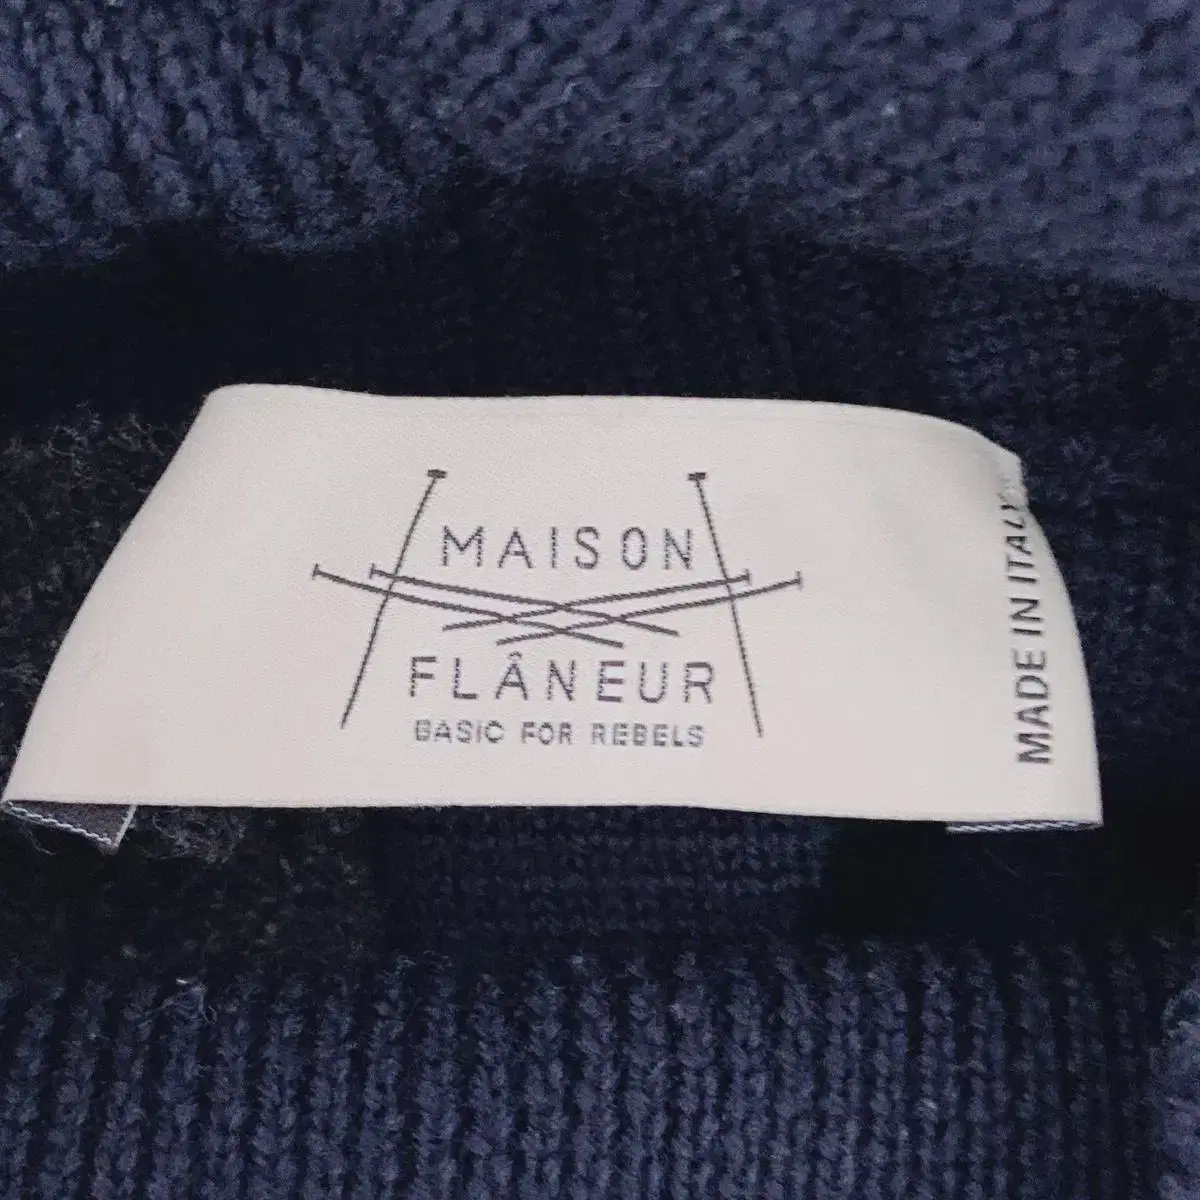 MAISON
FLÂNEUR
BASIC FOR REBELS
MADE IN ITALY